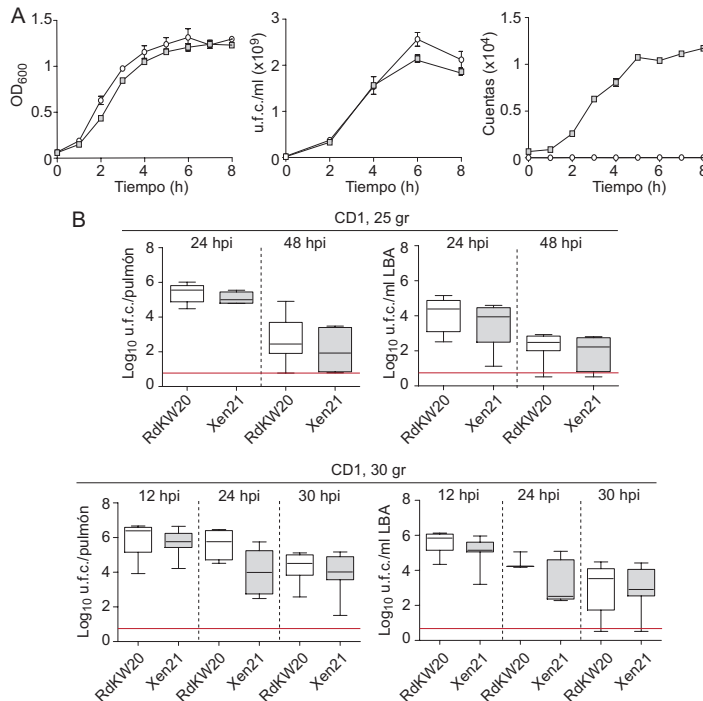 A
OD600
1.5
1
0.5
0
0 2 4 6 8
Tiempo (h)
u.f.c./ml (x10⁹)
3
2
1
0
0 2 4 6 8
Tiempo (h)
Cuentas (x10⁴)
1.5
1
0.5
0
0 2 4 6 8
Tiempo (h)
B
CD1, 25 gr
24 hpi 48 hpi
Log10 u.f.c./pulmón
8
6
4
2
0
RdKW20 Xen21 RdKW20 Xen21
24 hpi 48 hpi
Log10 u.f.c./ml LBA
8
6
4
2
0
RdKW20 Xen21 RdKW20 Xen21
CD1, 30 gr
12 hpi 24 hpi 30 hpi
Log10 u.f.c./pulmón
8
6
4
2
0
RdKW20 Xen21 RdKW20 Xen21 RdKW20 Xen21
12 hpi 24 hpi 30 hpi
Log10 u.f.c./ml LBA
8
6
4
2
0
RdKW20 Xen21 RdKW20 Xen21 RdKW20 Xen21